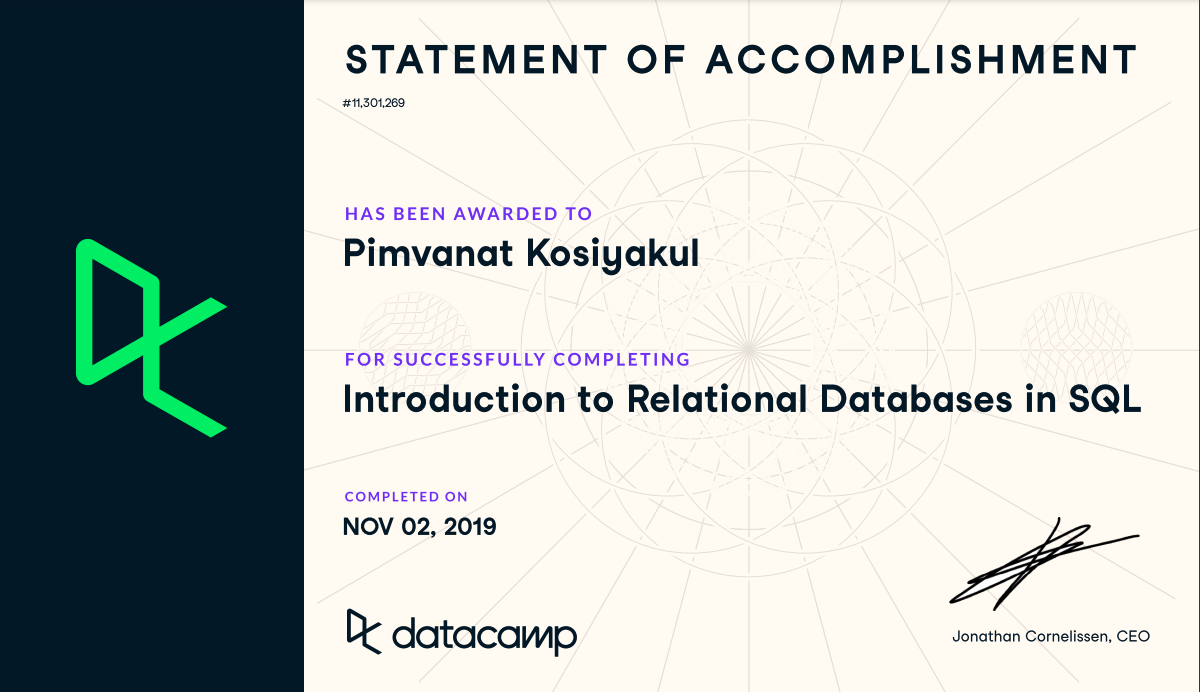 STATEMENT OF ACCOMPLISHMENT
#11,301,269
HAS BEEN AWARDED TO
Pimvanat Kosiyakul
FOR SUCCESSFULLY COMPLETING
Introduction to Relational Databases in SQL
COMPLETED ON
NOV 02, 2019
datacamp
Jonathan Cornelissen, CEO